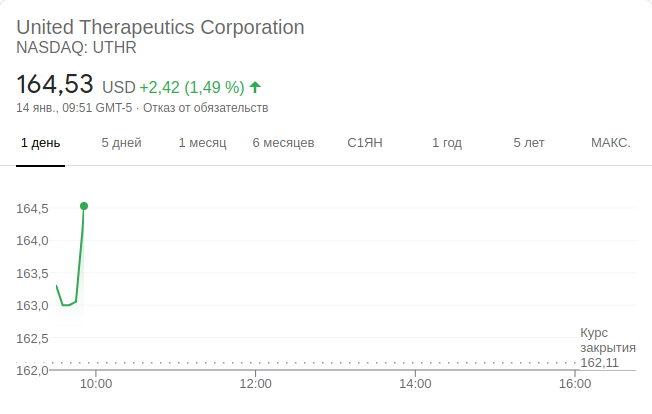 United Therapeutics Corporation
NASDAQ: UTHR
164,53 USD +2,42 (1,49 %)
14 янв., 09:51 GMT-5 · Отказ от обязательств
1 день 5 дней 1 месяц 6 месяцев С1ЯН 1 год 5 лет МАКС.
164,5
164,0
163,5
163,0
162,5
Курс
закрытия
162,11
162,0
10:00 12:00 14:00 16:00